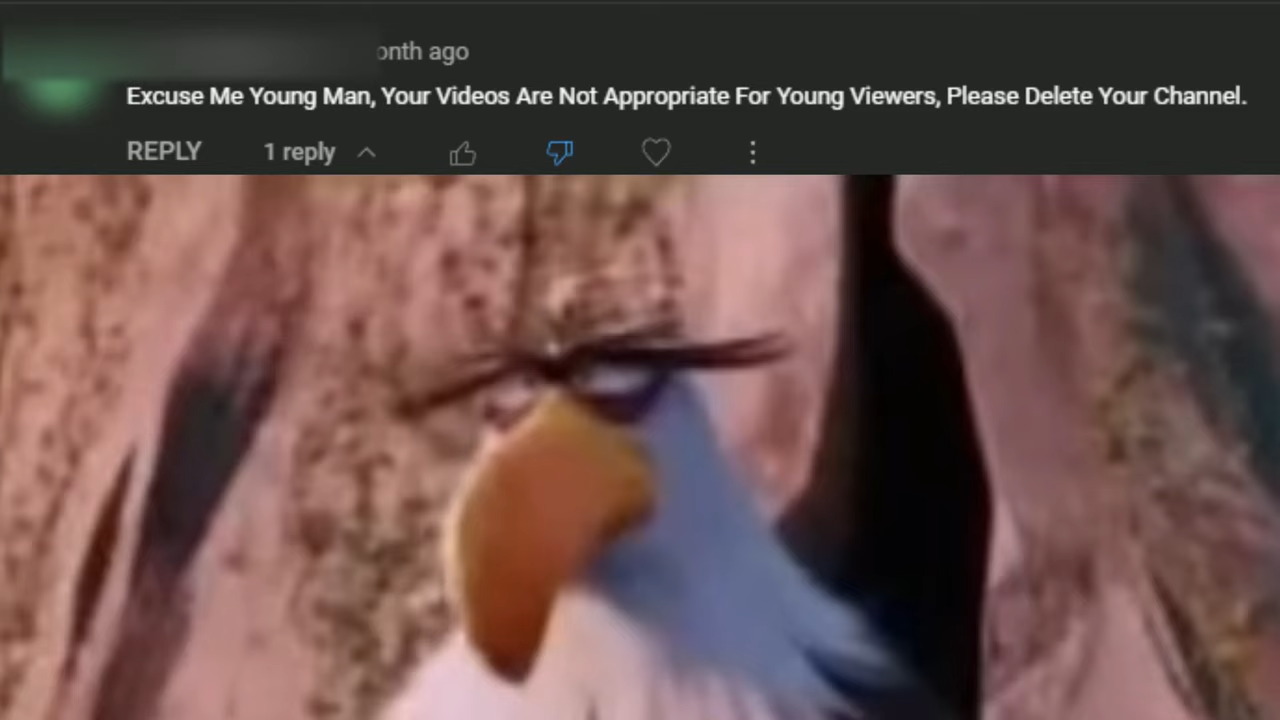 onth ago
Excuse Me Young Man, Your Videos Are Not Appropriate For Young Viewers, Please Delete Your Channel.
REPLY 1 reply